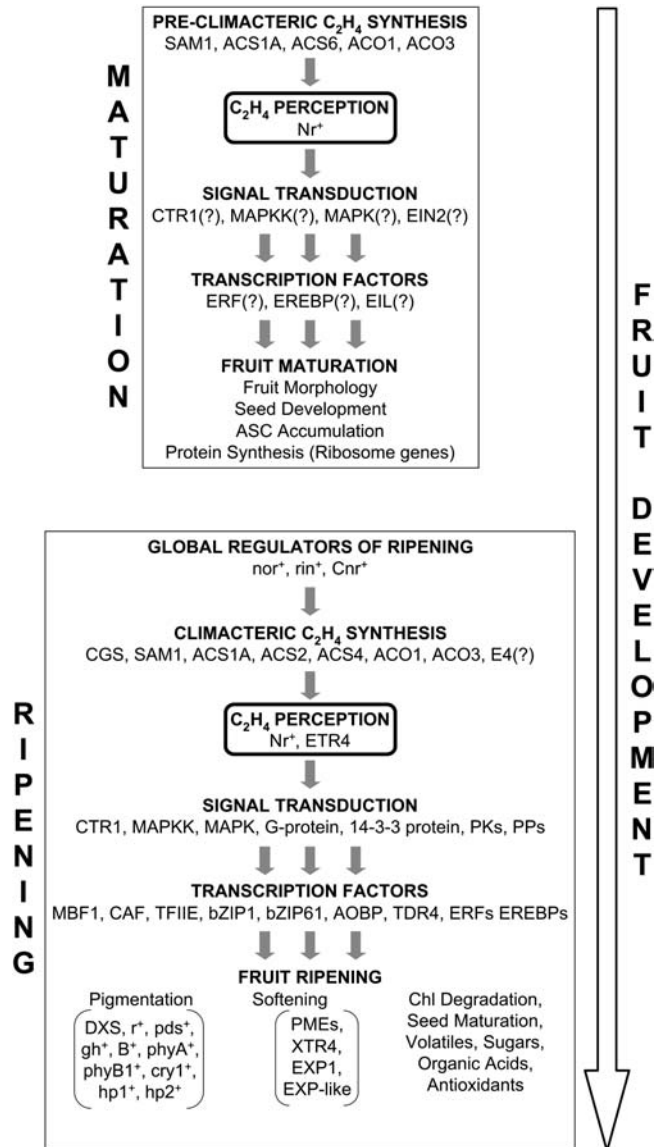 PRE-CLIMACTERIC C₂H₄ SYNTHESIS
SAM1, ACS1A, ACS6, ACO1, ACO3
C₂H₄ PERCEPTION
Nr⁺
SIGNAL TRANSDUCTION
CTR1(?), MAPKK(?), MAPK(?), EIN2(?)
TRANSCRIPTION FACTORS
ERF(?), EREBP(?), EIL(?)
FRUIT MATURATION
Fruit Morphology
Seed Development
ASC Accumulation
Protein Synthesis (Ribosome genes)
MATURATION
GLOBAL REGULATORS OF RIPENING
nor⁺, rin⁺, Cnr⁺
CLIMACTERIC C₂H₄ SYNTHESIS
CGS, SAM1, ACS1A, ACS2, ACS4, ACO1, ACO3, E4(?)
C₂H₄ PERCEPTION
Nr⁺, ETR4
SIGNAL TRANSDUCTION
CTR1, MAPKK, MAPK, G-protein, 14-3-3 protein, PKs, PPs
TRANSCRIPTION FACTORS
MBF1, CAF, TFIIE, bZIP1, bZIP61, AOBP, TDR4, ERFs EREBPs
FRUIT RIPENING
Pigmentation
DXS, r⁺, pds⁺,
gh⁺, B⁺, phyA⁺,
phyB1⁺, cry1⁺,
hp1⁺, hp2⁺
Softening
PMEs,
XTR4,
EXP1,
EXP-like
Chl Degradation,
Seed Maturation,
Volatiles, Sugars,
Organic Acids,
Antioxidants
RIPENING
FRUIT DEVELOPMENT